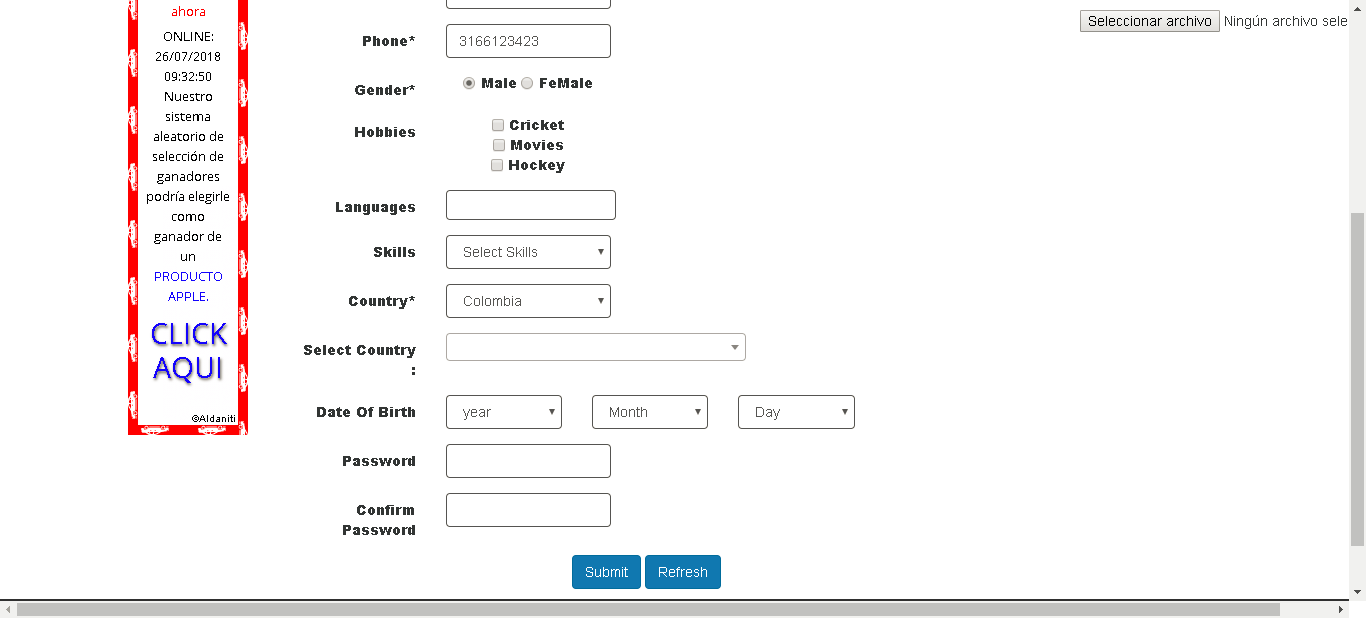 ahora
ONLINE:
26/07/2018
09:32:50
Nuestro
sistema
aleatorio de
selección de
ganadores
podría elegirle
como
ganador de
un
PRODUCTO
APPLE.
CLICK
AQUI
©Aldaniti
Seleccionar archivo Ningún archivo sele
Phone* 3166123423
Gender* Male FeMale
Hobbies Cricket
Movies
Hockey
Languages
Skills Select Skills
Country* Colombia
Select Country
:
Date Of Birth year Month Day
Password
Confirm
Password
Submit Refresh